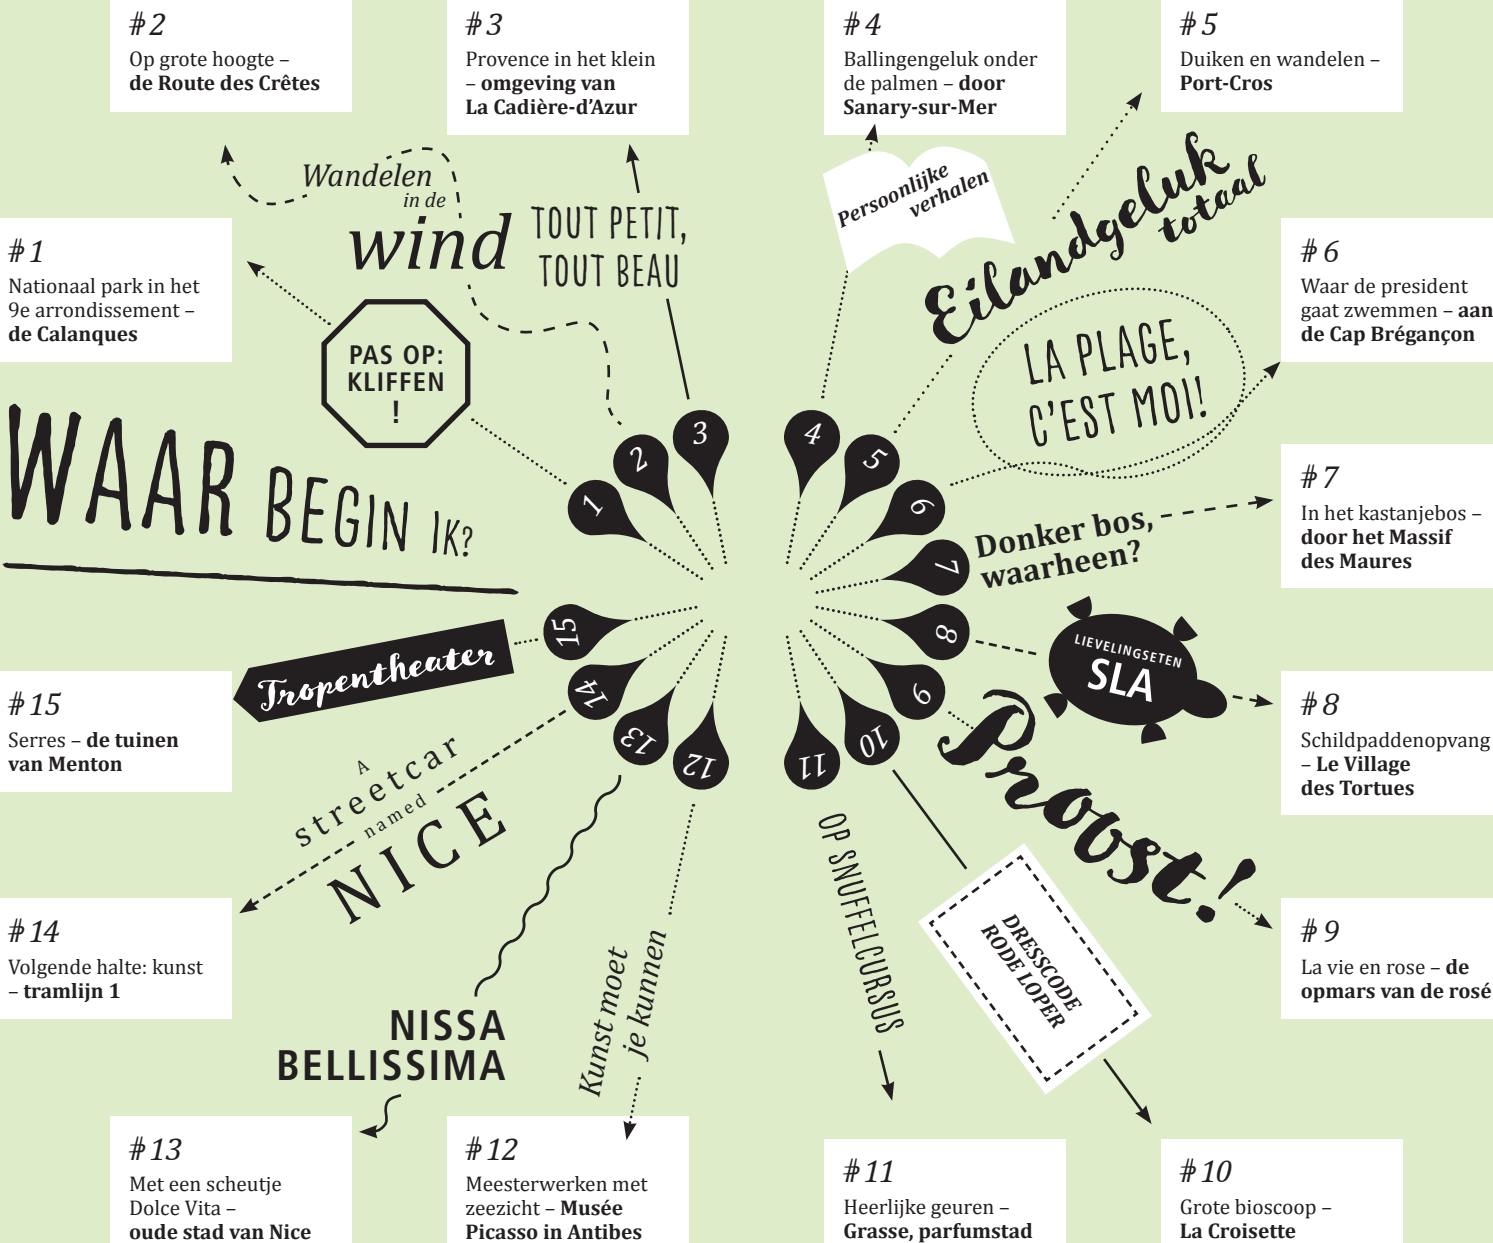 #2
Op grote hoogte –
de Route des Crêtes
#3
Provence in het klein
– omgeving van
La Cadière-d'Azur
#4
Ballingengeluk onder
de palmen – door
Sanary-sur-Mer
#5
Duiken en wandelen –
Port-Cros
Wandelen
in de
wind
TOUT PETIT,
TOUT BEAU
Persoonlijke
verhalen
Eilandgeluk
totaal
#1
Nationaal park in het
9e arrondissement –
de Calanques
PAS OP:
KLIFFEN
!
LA PLAGE,
C'EST MOI!
#6
Waar de president
gaat zwemmen – aan
de Cap Brégançon
WAAR BEGIN IK?
1
2
3
4
5
6
7
8
9
10
11
12
13
14
15
Donker bos,
waarheen?
#7
In het kastanjebos –
door het Massif
des Maures
Tropentheater
LIEVELINGSETEN
SLA
#15
Serres – de tuinen
van Menton
#8
Schildpaddenopvang
– Le Village
des Tortues
A
streetcar
named
NICE
Proost!
OP SNUFFELCURSUS
DRESSCODE
RODE LOPER
#14
Volgende halte: kunst
– tramlijn 1
#9
La vie en rose – de
opmars van de rosé
NISSA
BELLISSIMA
Kunst moet
je kunnen
#13
Met een scheutje
Dolce Vita –
oude stad van Nice
#12
Meesterwerken met
zeezicht – Musée
Picasso in Antibes
#11
Heerlijke geuren –
Grasse, parfumstad
#10
Grote bioscoop –
La Croisette